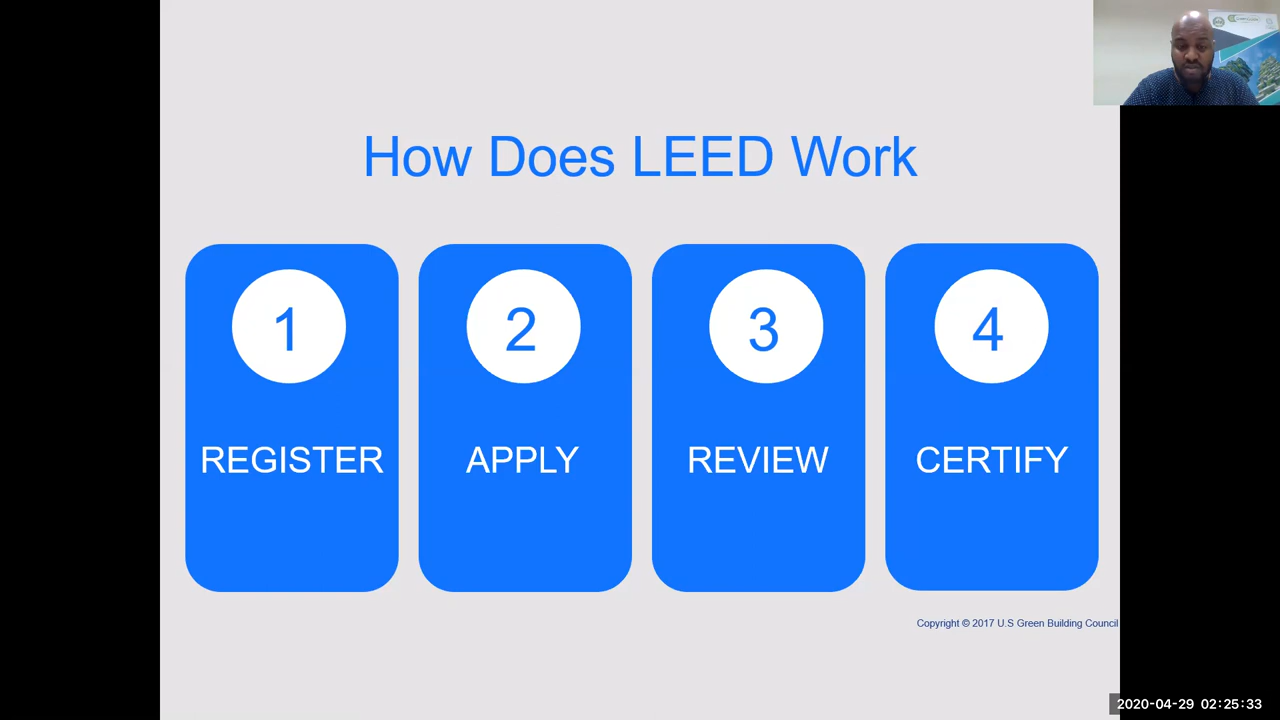 How Does LEED Work
1
2
3
4
REGISTER
APPLY
REVIEW
CERTIFY
Copyright © 2017 U.S Green Building Council
2020-04-29 02:25:33